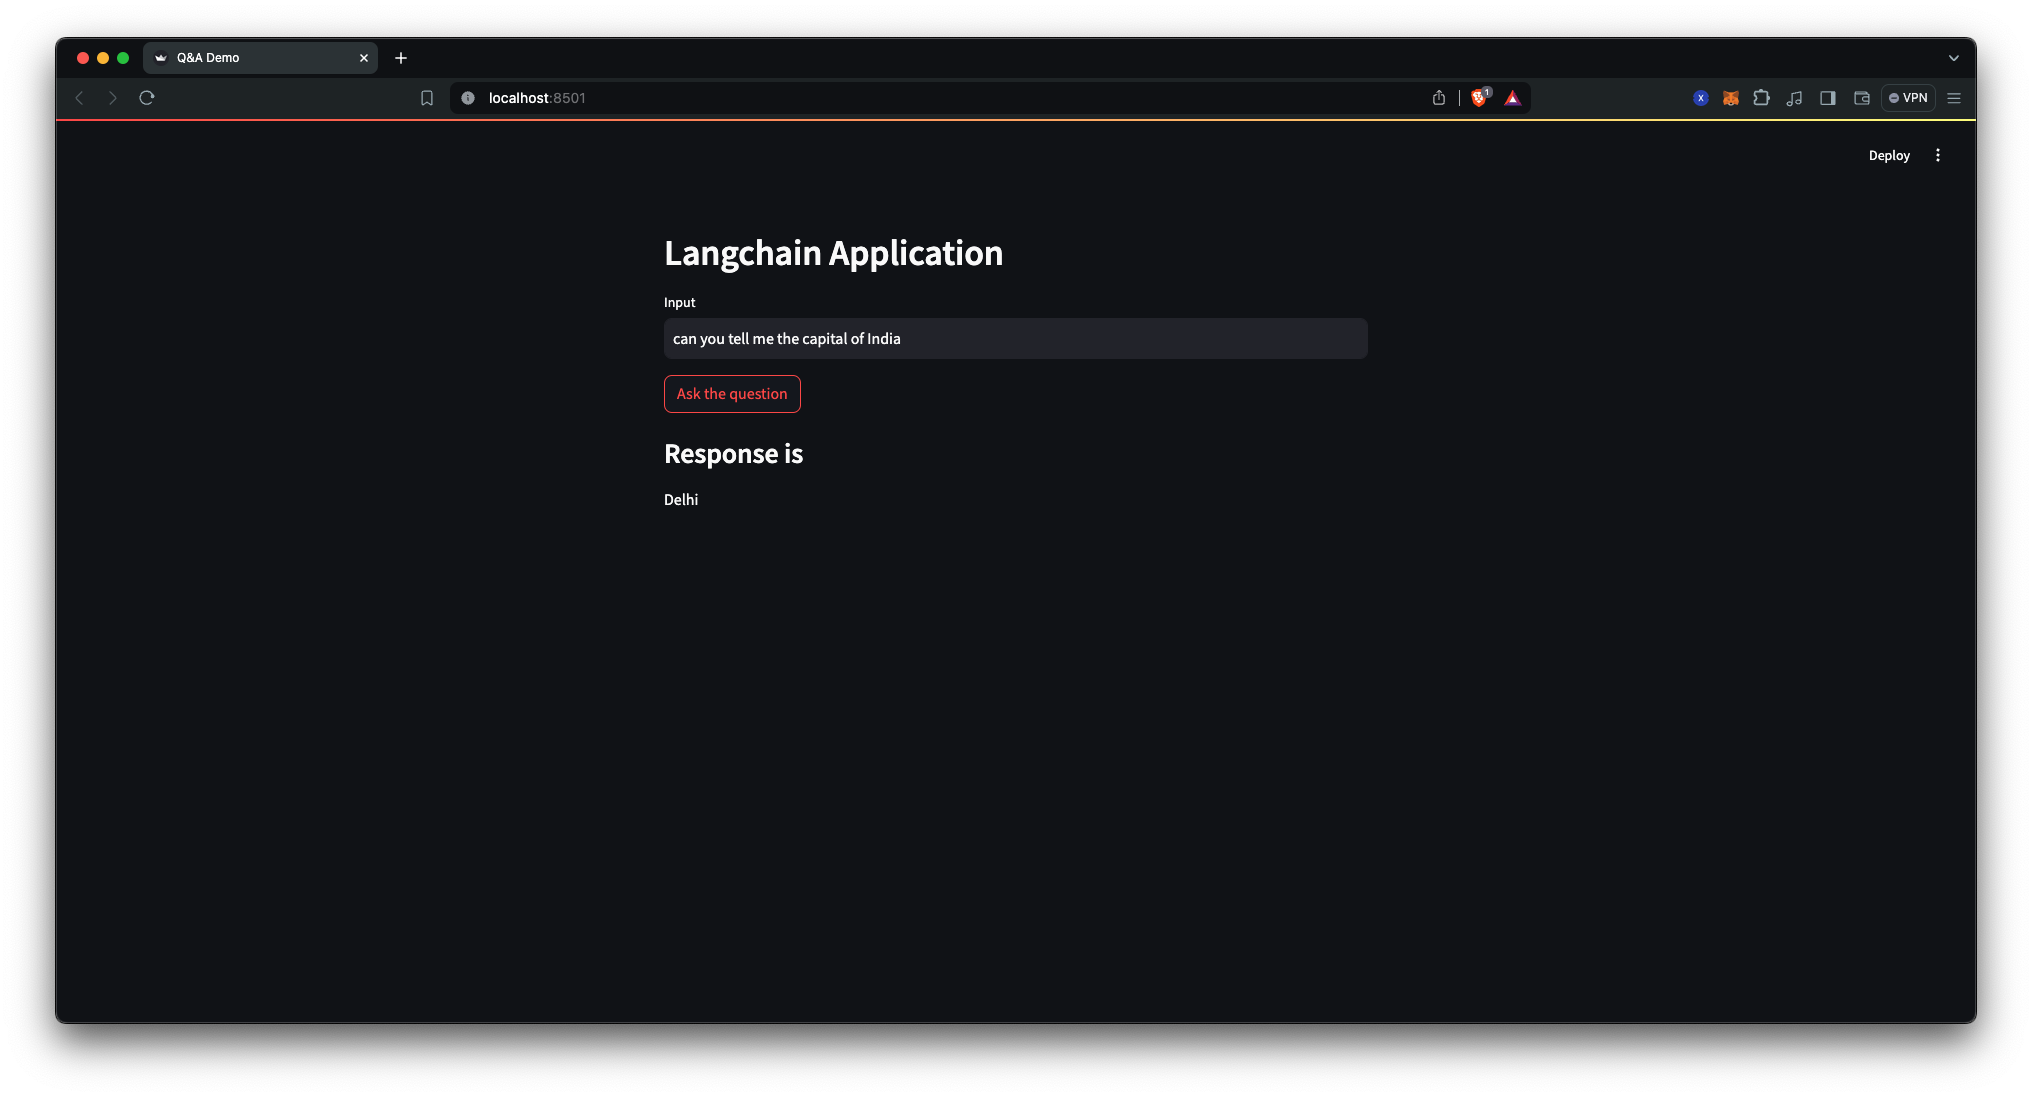 Q&A Demo
localhost:8501
1
X
VPN
Deploy
Langchain Application
Input
can you tell me the capital of India
Ask the question
Response is
Delhi